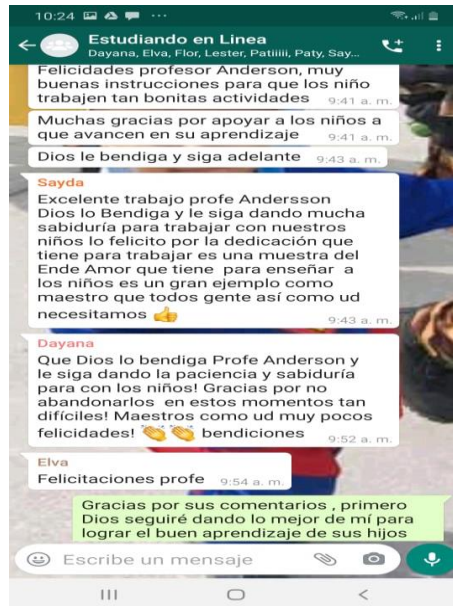 10:24
Estudiando en Linea
Dayana, Elva, Flor, Lester, Patiiiii, Paty, Say...
Felicidades profesor Anderson, muy
buenas instrucciones para que los niño
trabajen tan bonitas actividades 9:41 a. m.
Muchas gracias por apoyar a los niños a
que avancen en su aprendizaje 9:41 a. m.
Dios le bendiga y siga adelante 9:43 a. m.
Sayda
Excelente trabajo profe Andersson
Dios lo Bendiga y le siga dando mucha
sabiduría para trabajar con nuestros
niños lo felicito por la dedicación que
tiene para trabajar es una muestra del
Ende Amor que tiene para enseñar a
los niños es un gran ejemplo como
maestro que todos gente así como ud
necesitamos 👍 9:43 a. m.
Dayana
Que Dios lo bendiga Profe Anderson y
le siga dando la paciencia y sabiduría
para con los niños! Gracias por no
abandonarlos en estos momentos tan
difíciles! Maestros como ud muy pocos
felicidades! 👏👏 bendiciones 9:52 a. m.
Elva
Felicitaciones profe 9:54 a. m.
Gracias por sus comentarios , primero
Dios seguiré dando lo mejor de mí para
lograr el buen aprendizaje de sus hijos
Escribe un mensaje